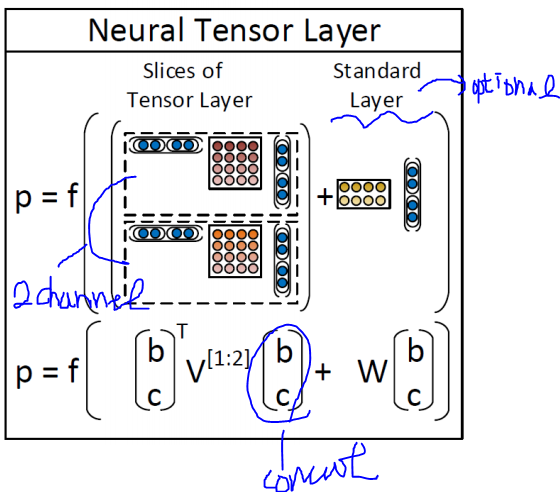 Neural Tensor Layer
Slices of
Tensor Layer
Standard
Layer
optional
p = f
+
2 channel
p = f
b
c
T
V[1:2]
b
c
+
W
b
c
concat